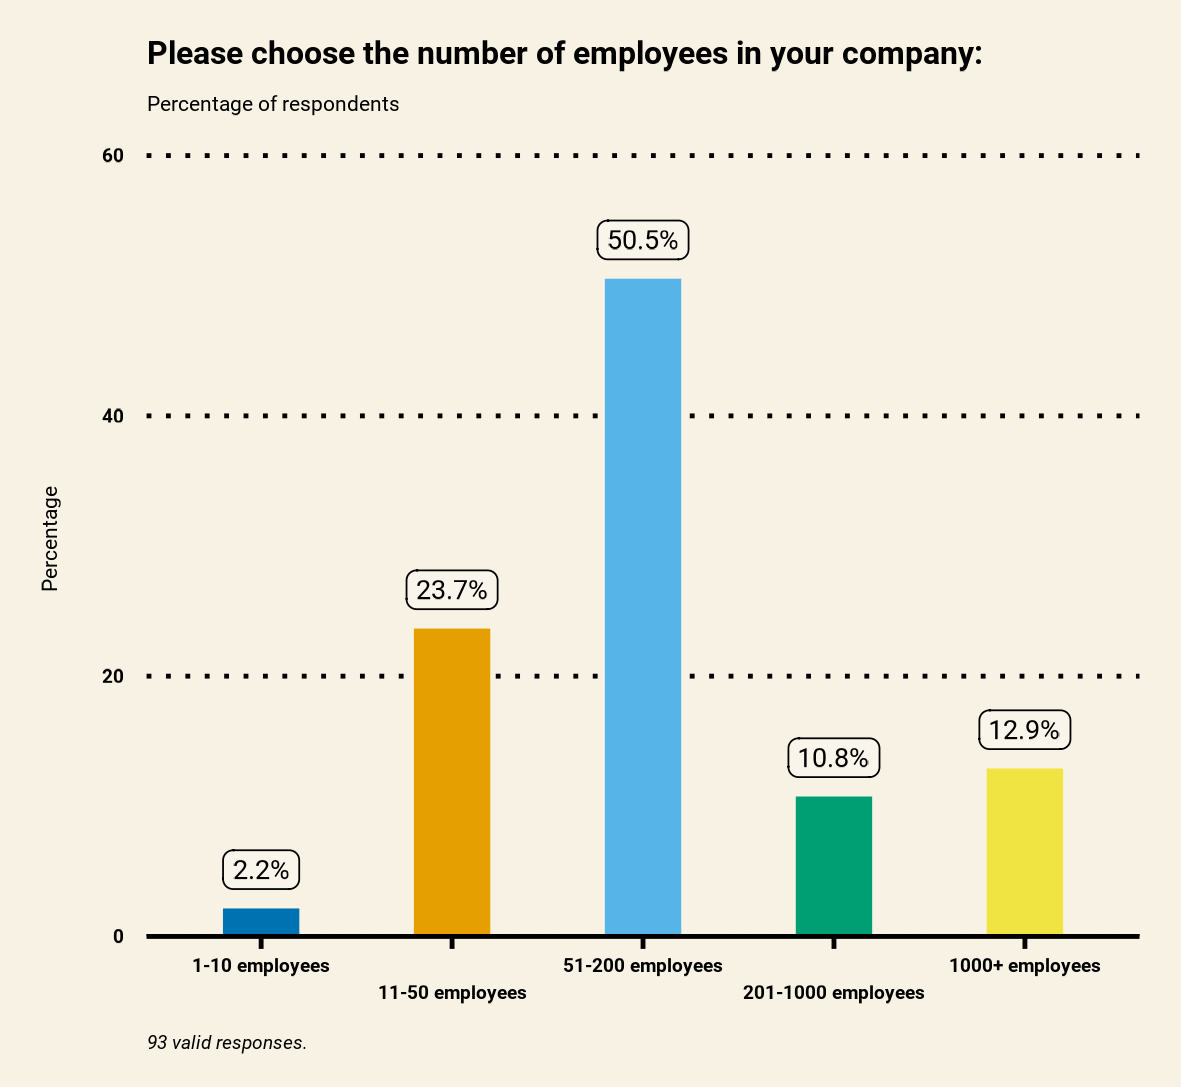 Please choose the number of employees in your company:
Percentage of respondents
60
40
20
0
Percentage
2.2%
23.7%
50.5%
10.8%
12.9%
1-10 employees
11-50 employees
51-200 employees
201-1000 employees
1000+ employees
93 valid responses.